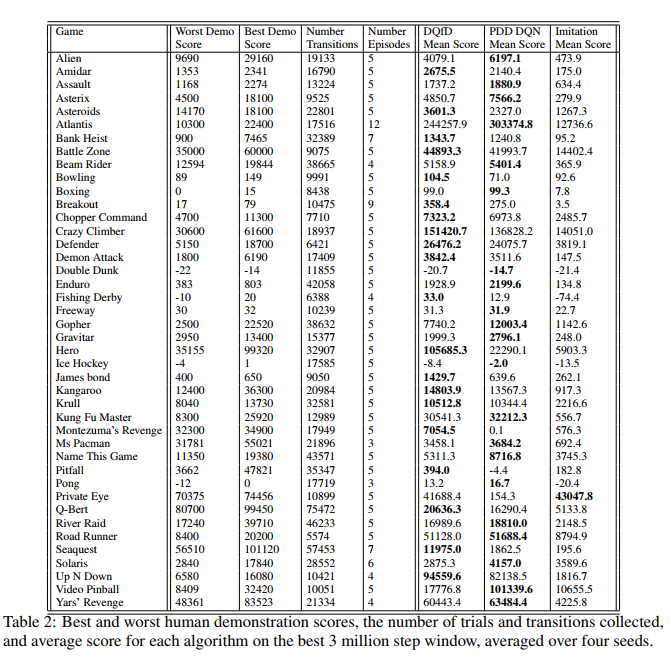 Game Worst Demo Best Demo Number Number DQfD PDD DQN Imitation
Score Score Transitions Episodes Mean Score Mean Score Mean Score
Alien 9690 29160 19133 5 4079.1 6197.1 473.9
Amidar 1353 2341 16790 5 2675.5 2140.4 175.0
Assault 1168 2274 13224 5 1737.2 1880.9 634.4
Asterix 4500 18100 9525 5 4850.7 7566.2 279.9
Asteroids 14170 18100 22801 5 3601.3 2327.0 1267.3
Atlantis 10300 22400 17516 12 244257.9 303374.8 12736.6
Bank Heist 900 7465 32389 7 1343.7 1240.8 95.2
Battle Zone 35000 60000 9075 5 44893.3 41993.7 14402.4
Beam Rider 12594 19844 38665 4 5158.9 5401.4 365.9
Bowling 89 149 9991 5 104.5 71.0 92.6
Boxing 0 15 8438 5 99.0 99.3 7.8
Breakout 17 79 10475 9 358.4 275.0 3.5
Chopper Command 4700 11300 7710 5 7323.2 6973.8 2485.7
Crazy Climber 30600 61600 18937 5 151420.7 136828.2 14051.0
Defender 5150 18700 6421 5 26476.2 24075.7 3819.1
Demon Attack 1800 6190 17409 5 3842.4 3511.6 147.5
Double Dunk -22 -14 11855 5 -20.7 -14.7 -21.4
Enduro 383 803 42058 5 1928.9 2199.6 134.8
Fishing Derby -10 20 6388 4 33.0 12.9 -74.4
Freeway 30 32 10239 5 31.3 31.9 22.7
Gopher 2500 22520 38632 5 7740.2 12003.4 1142.6
Gravitar 2950 13400 15377 5 1999.3 2796.1 248.0
Hero 35155 99320 32907 5 105685.3 22290.1 5903.3
Ice Hockey -4 1 17585 5 -8.4 -2.0 -13.5
James bond 400 650 9050 5 1429.7 639.6 262.1
Kangaroo 12400 36300 20984 5 14803.9 13567.3 917.3
Krull 8040 13730 32581 5 10512.8 10344.4 2216.6
Kung Fu Master 8300 25920 12989 5 30541.3 32212.3 556.7
Montezuma's Revenge 32300 34900 17949 5 7054.5 0.1 576.3
Ms Pacman 31781 55021 21896 3 3458.1 3684.2 692.4
Name This Game 11350 19380 43571 5 5311.3 8716.8 3745.3
Pitfall 3662 47821 35347 5 394.0 -4.4 182.8
Pong -12 0 17719 3 13.2 16.7 -20.4
Private Eye 70375 74456 10899 5 41688.4 154.3 43047.8
Q-Bert 80700 99450 75472 5 20636.3 16290.4 5133.8
River Raid 17240 39710 46233 5 16989.6 18810.0 2148.5
Road Runner 8400 20200 5574 5 51128.0 51688.4 8794.9
Seaquest 56510 101120 57453 7 11975.0 1862.5 195.6
Solaris 2840 17840 28552 6 2875.3 4157.0 3589.6
Up N Down 6580 16080 10421 4 94559.6 82138.5 1816.7
Video Pinball 8409 32420 10051 5 17776.8 101339.6 10655.5
Yars' Revenge 48361 83523 21334 4 60443.4 63484.4 4225.8
Table 2: Best and worst human demonstration scores, the number of trials and transitions collected,
and average score for each algorithm on the best 3 million step window, averaged over four seeds.